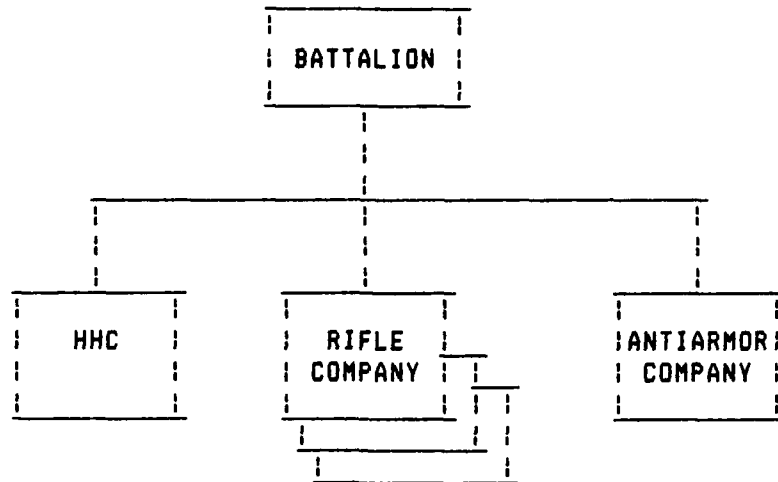 BATTALION
HHC
RIFLE
COMPANY
ANTIARMOR
COMPANY